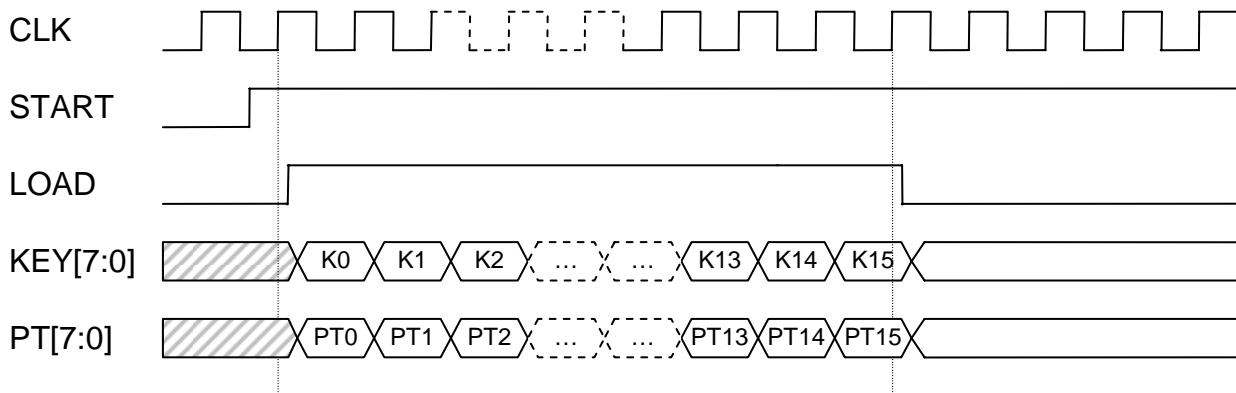 CLK
START
LOAD
KEY[7:0] K0 K1 K2 ... ... K13 K14 K15
PT[7:0] PT0 PT1 PT2 ... ... PT13 PT14 PT15